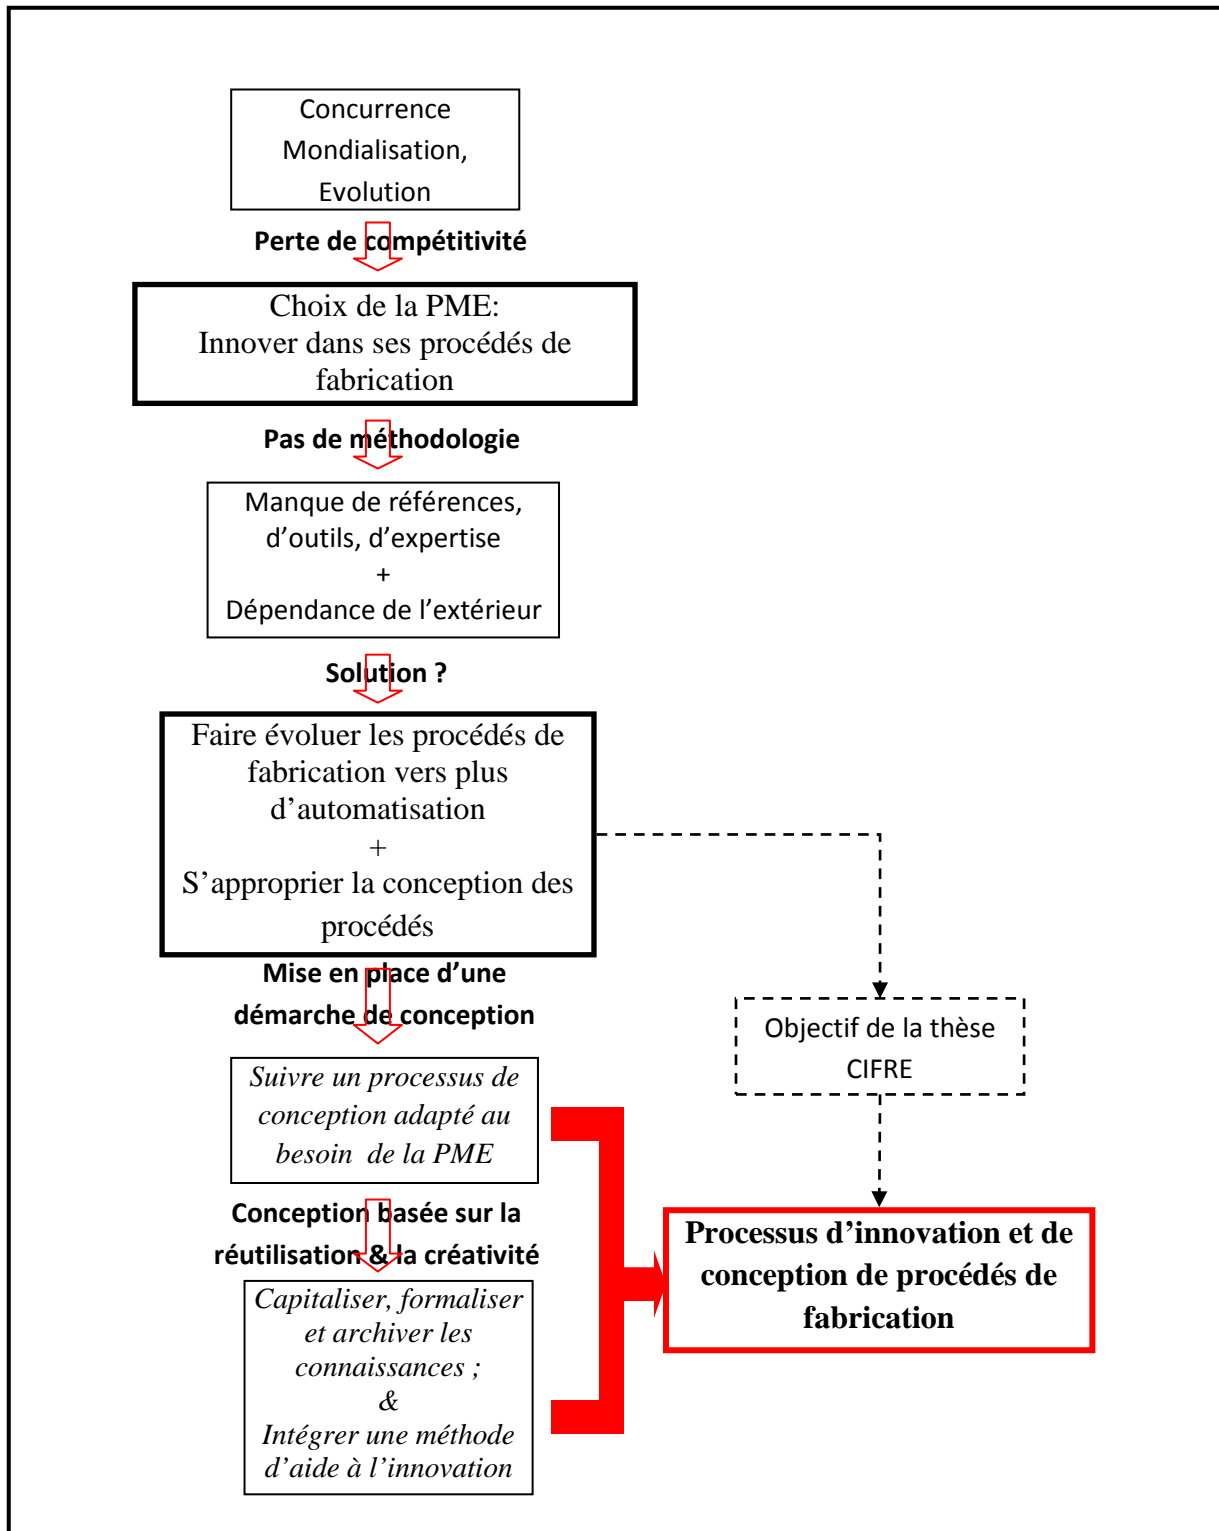 Concurrence
Mondialisation,
Evolution
Perte de compétitivité
Choix de la PME:
Innover dans ses procédés de
fabrication
Pas de méthodologie
Manque de références,
d’outils, d’expertise
+
Dépendance de l’extérieur
Solution ?
Faire évoluer les procédés de
fabrication vers plus
d’automatisation
+
S’approprier la conception des
procédés
Mise en place d’une
démarche de conception
Objectif de la thèse
CIFRE
Suivre un processus de
conception adapté au
besoin de la PME
Conception basée sur la
réutilisation & la créativité
Processus d’innovation et de
conception de procédés de
fabrication
Capitaliser, formaliser
et archiver les
connaissances ;
&
Intégrer une méthode
d’aide à l’innovation